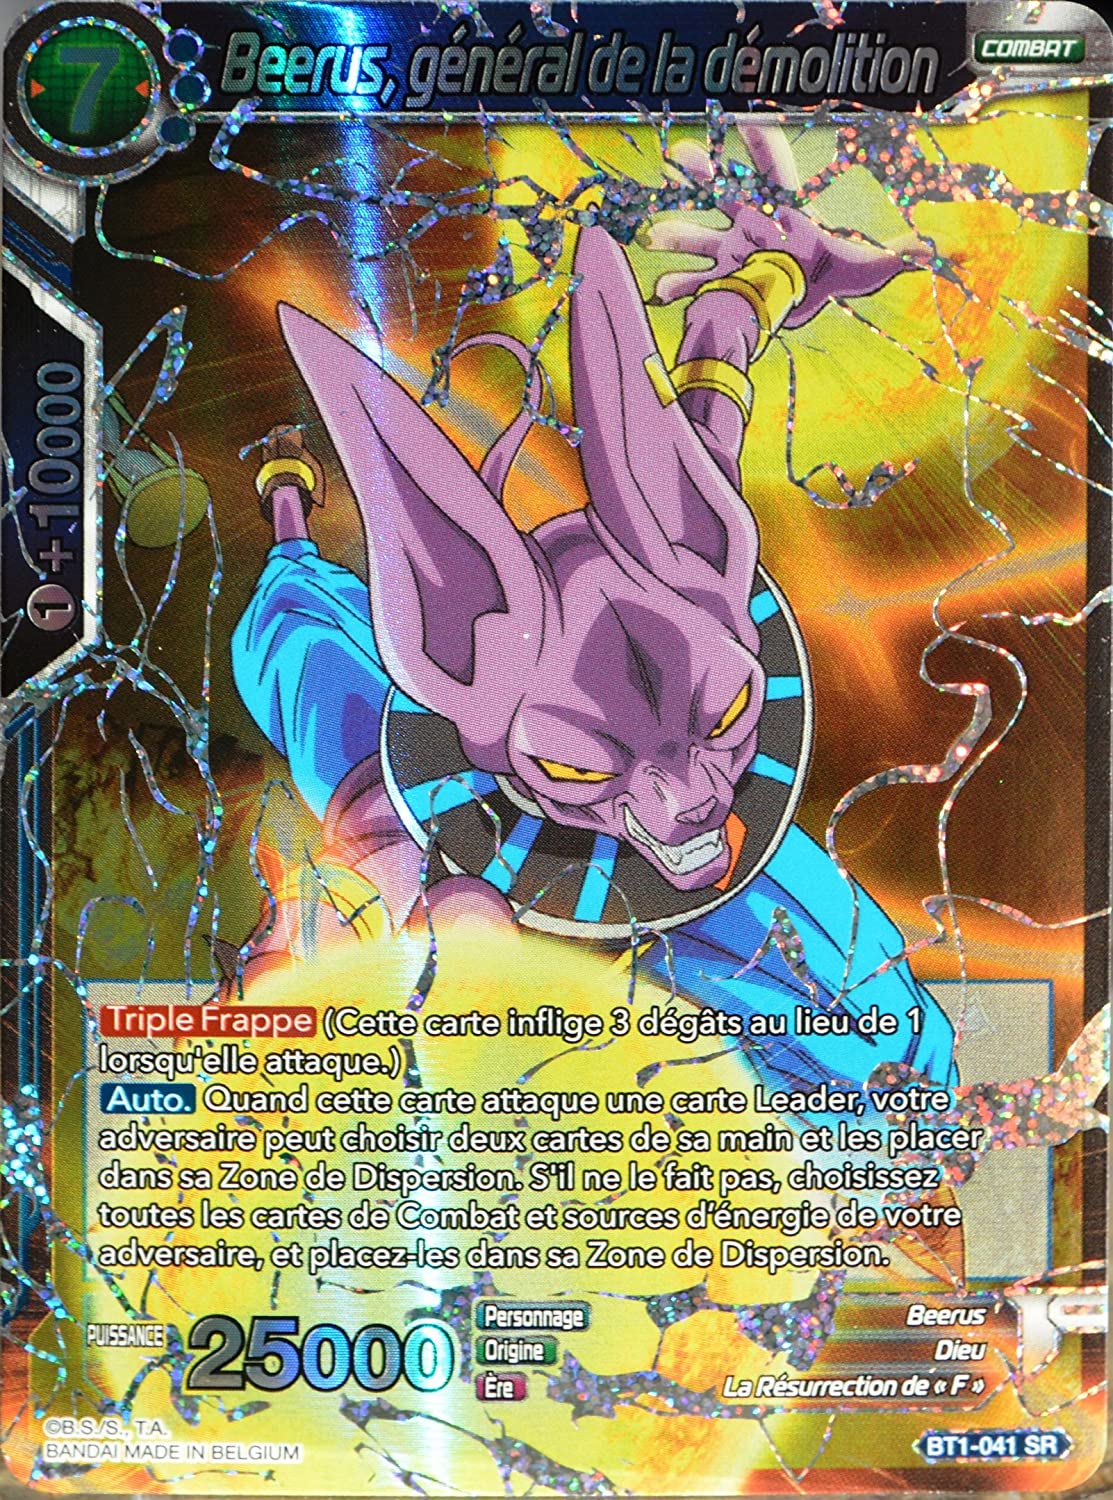 7
Beerus, général de la démolition
COMBAT
1 +10000
Triple Frappe (Cette carte inflige 3 dégâts au lieu de 1
lorsqu'elle attaque.)
Auto. Quand cette carte attaque une carte Leader, votre
adversaire peut choisir deux cartes de sa main et les placer
dans sa Zone de Dispersion. S'il ne le fait pas, choisissez
toutes les cartes de Combat et sources d'énergie de votre
adversaire, et placez-les dans sa Zone de Dispersion.
PUISSANCE 25000
Personnage Beerus
Origine Dieu
Ère La Résurrection de « F »
©B.S./S., T.A.
BANDAI MADE IN BELGIUM
BT1-041 SR